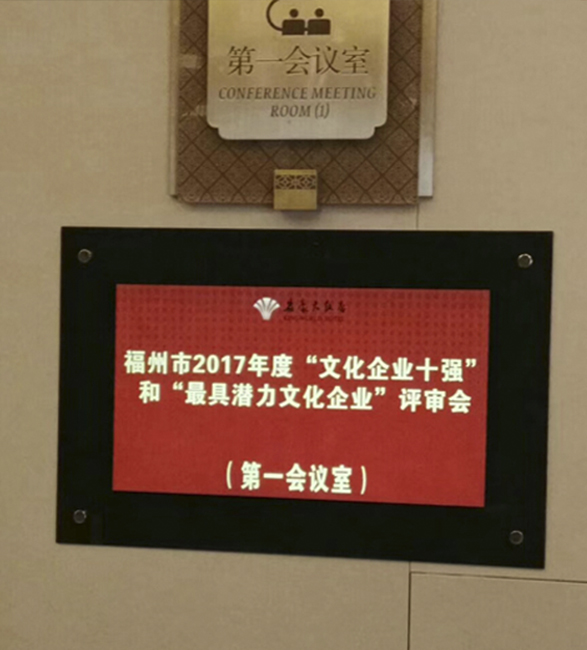 第一会议室
CONFERENCE MEETING
ROOM (1)
福州市2017年度“文化企业十强”
和“最具潜力文化企业”评审会
(第一会议室)